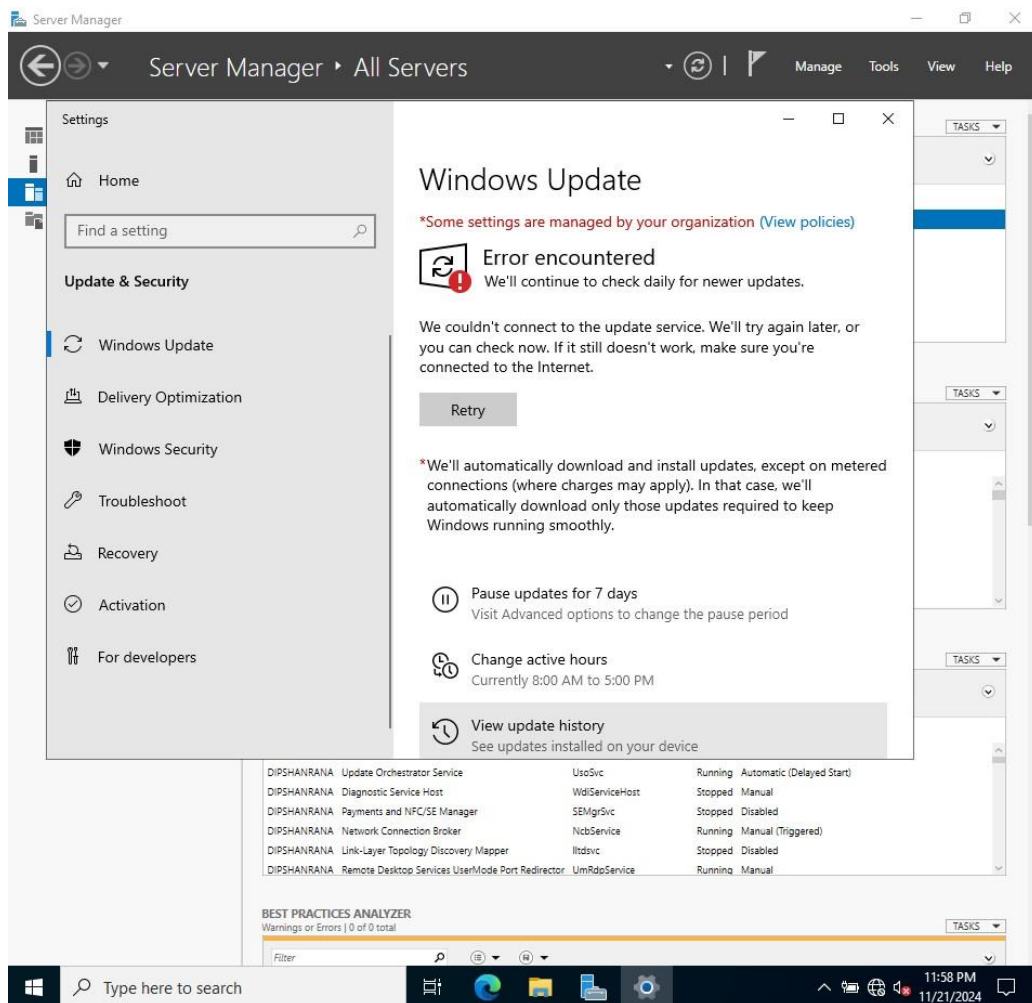 Server Manager
Server Manager ‣ All Servers
Manage Tools View Help
TASKS
Settings
Home
Find a setting
Update & Security
Windows Update
Delivery Optimization
Windows Security
Troubleshoot
Recovery
Activation
For developers
Windows Update
*Some settings are managed by your organization (View policies)
Error encountered
We'll continue to check daily for newer updates.
We couldn't connect to the update service. We'll try again later, or
you can check now. If it still doesn't work, make sure you're
connected to the Internet.
Retry
*We'll automatically download and install updates, except on metered
connections (where charges may apply). In that case, we'll
automatically download only those updates required to keep
Windows running smoothly.
Pause updates for 7 days
Visit Advanced options to change the pause period
Change active hours
Currently 8:00 AM to 5:00 PM
View update history
See updates installed on your device
TASKS
TASKS
DIPSHANRANA Update Orchestrator Service UsoSvc Running Automatic (Delayed Start)
DIPSHANRANA Diagnostic Service Host WdiServiceHost Stopped Manual
DIPSHANRANA Payments and NFC/SE Manager SEMgrSvc Stopped Disabled
DIPSHANRANA Network Connection Broker NcbService Running Manual (Triggered)
DIPSHANRANA Link-Layer Topology Discovery Mapper lltdsvc Stopped Disabled
DIPSHANRANA Remote Desktop Services UserMode Port Redirector UmRdpService Running Manual
BEST PRACTICES ANALYZER
Warnings or Errors | 0 of 0 total
TASKS
Filter
Type here to search
11:58 PM
11/21/2024